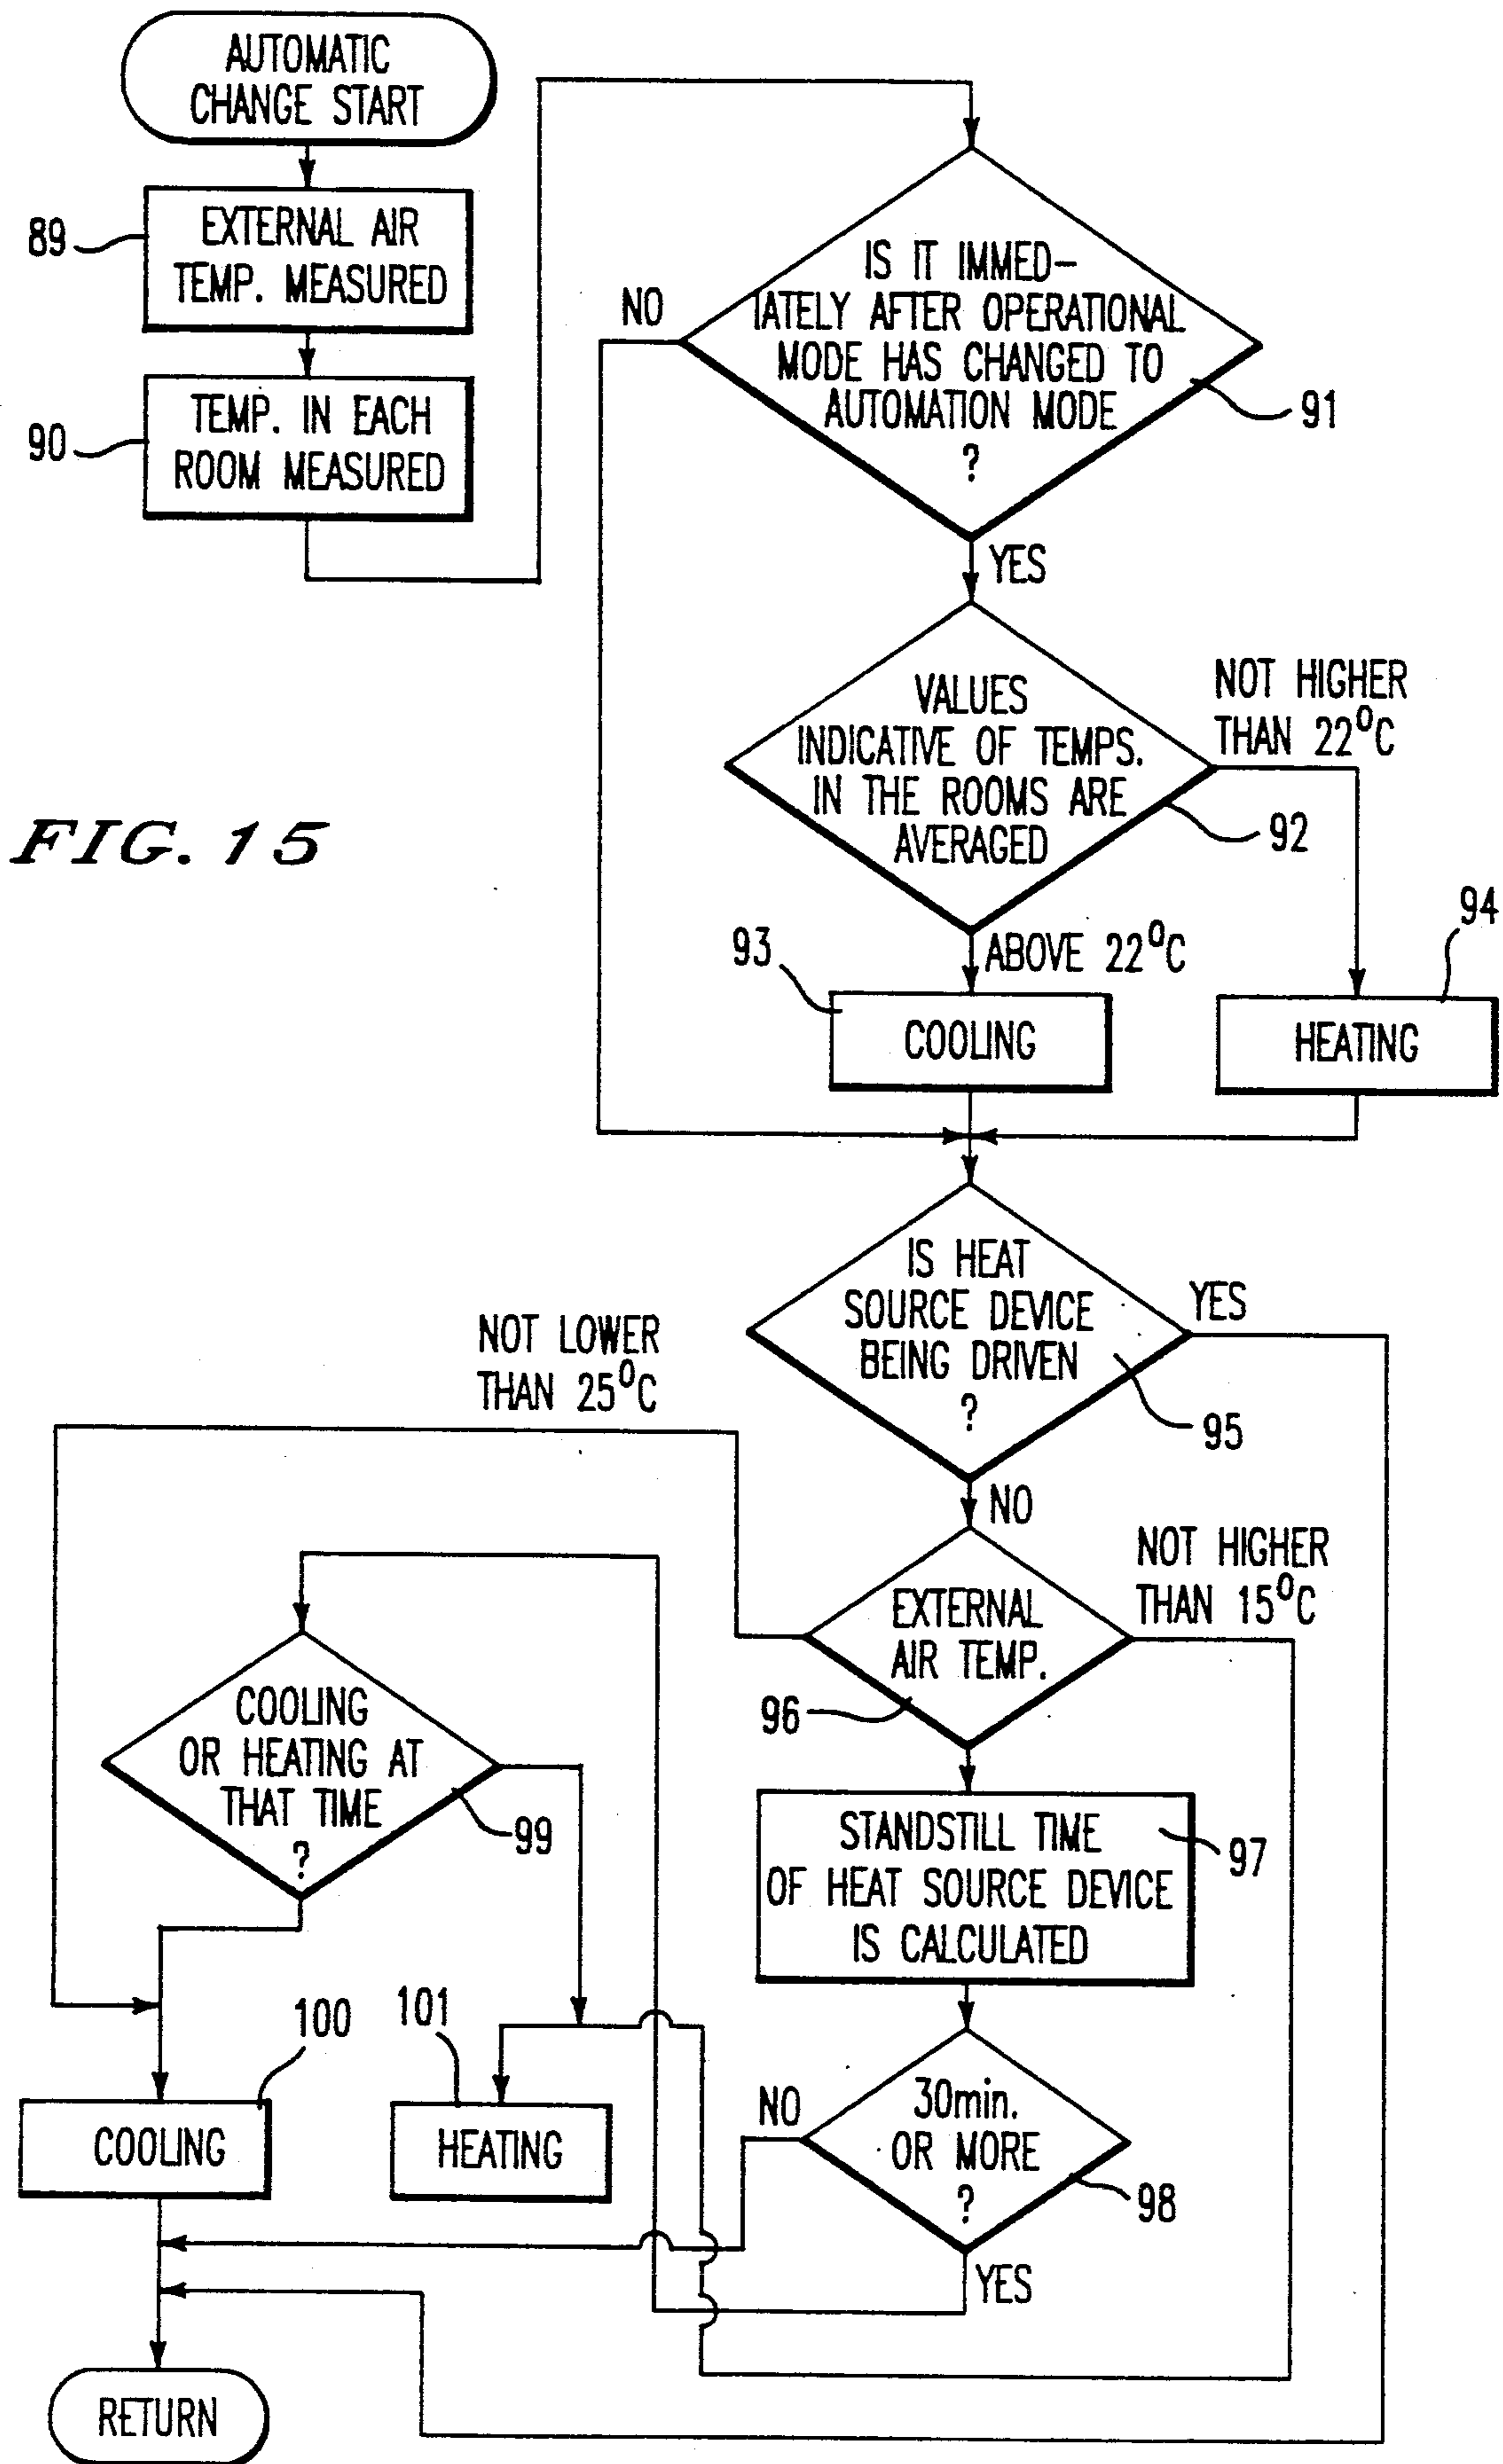 AUTOMATIC
CHANGE START
89
EXTERNAL AIR
TEMP. MEASURED
90
TEMP. IN EACH
ROOM MEASURED
IS IT IMMED-
IATELY AFTER OPERATIONAL
MODE HAS CHANGED TO
AUTOMATION MODE
?
NO
91
YES
VALUES
INDICATIVE OF TEMPS.
IN THE ROOMS ARE
AVERAGED
NOT HIGHER
THAN 22°C
92
FIG. 15
93
ABOVE 22°C
94
COOLING
HEATING
IS HEAT
SOURCE DEVICE
BEING DRIVEN
?
YES
95
NO
NOT LOWER
THAN 25°C
EXTERNAL
AIR TEMP.
NOT HIGHER
THAN 15°C
96
COOLING
OR HEATING AT
THAT TIME
?
99
STANDSTILL TIME
OF HEAT SOURCE DEVICE
IS CALCULATED
97
100
101
COOLING
HEATING
NO
30min.
OR MORE
?
98
YES
RETURN